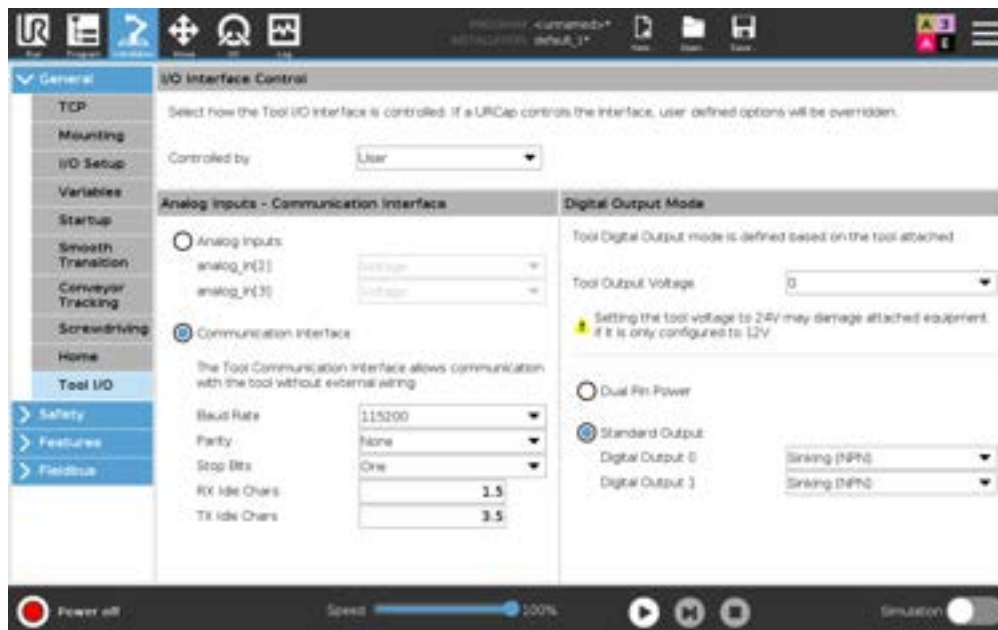 UR
PROGRAM <unnamed>*
INSTALLATION default_1*
Run Program Installation Move I/O Log New... Open... Save...
A 3
A E
General
TCP
Mounting
I/O Setup
Variables
Startup
Smooth
Transition
Conveyor
Tracking
Screwdriving
Home
Tool I/O
Safety
Features
Fieldbus
I/O Interface Control
Select how the Tool I/O interface is controlled. If a URCap controls the interface, user defined options will be overridden.
Controlled by User
Analog Inputs - Communication Interface
Analog Inputs
analog_in[2] Voltage
analog_in[3] Voltage
Communication Interface
The Tool Communication Interface allows communication
with the tool without external wiring
Baud Rate 115200
Parity None
Stop Bits One
RX Idle Chars 1.5
TX Idle Chars 3.5
Digital Output Mode
Tool Digital Output mode is defined based on the tool attached
Tool Output Voltage 0
Setting the tool voltage to 24V may damage attached equipment
if it is only configured to 12V
Dual Pin Power
Standard Output
Digital Output 0 Sinking (NPN)
Digital Output 1 Sinking (NPN)
Power off
Speed 100%
Simulation